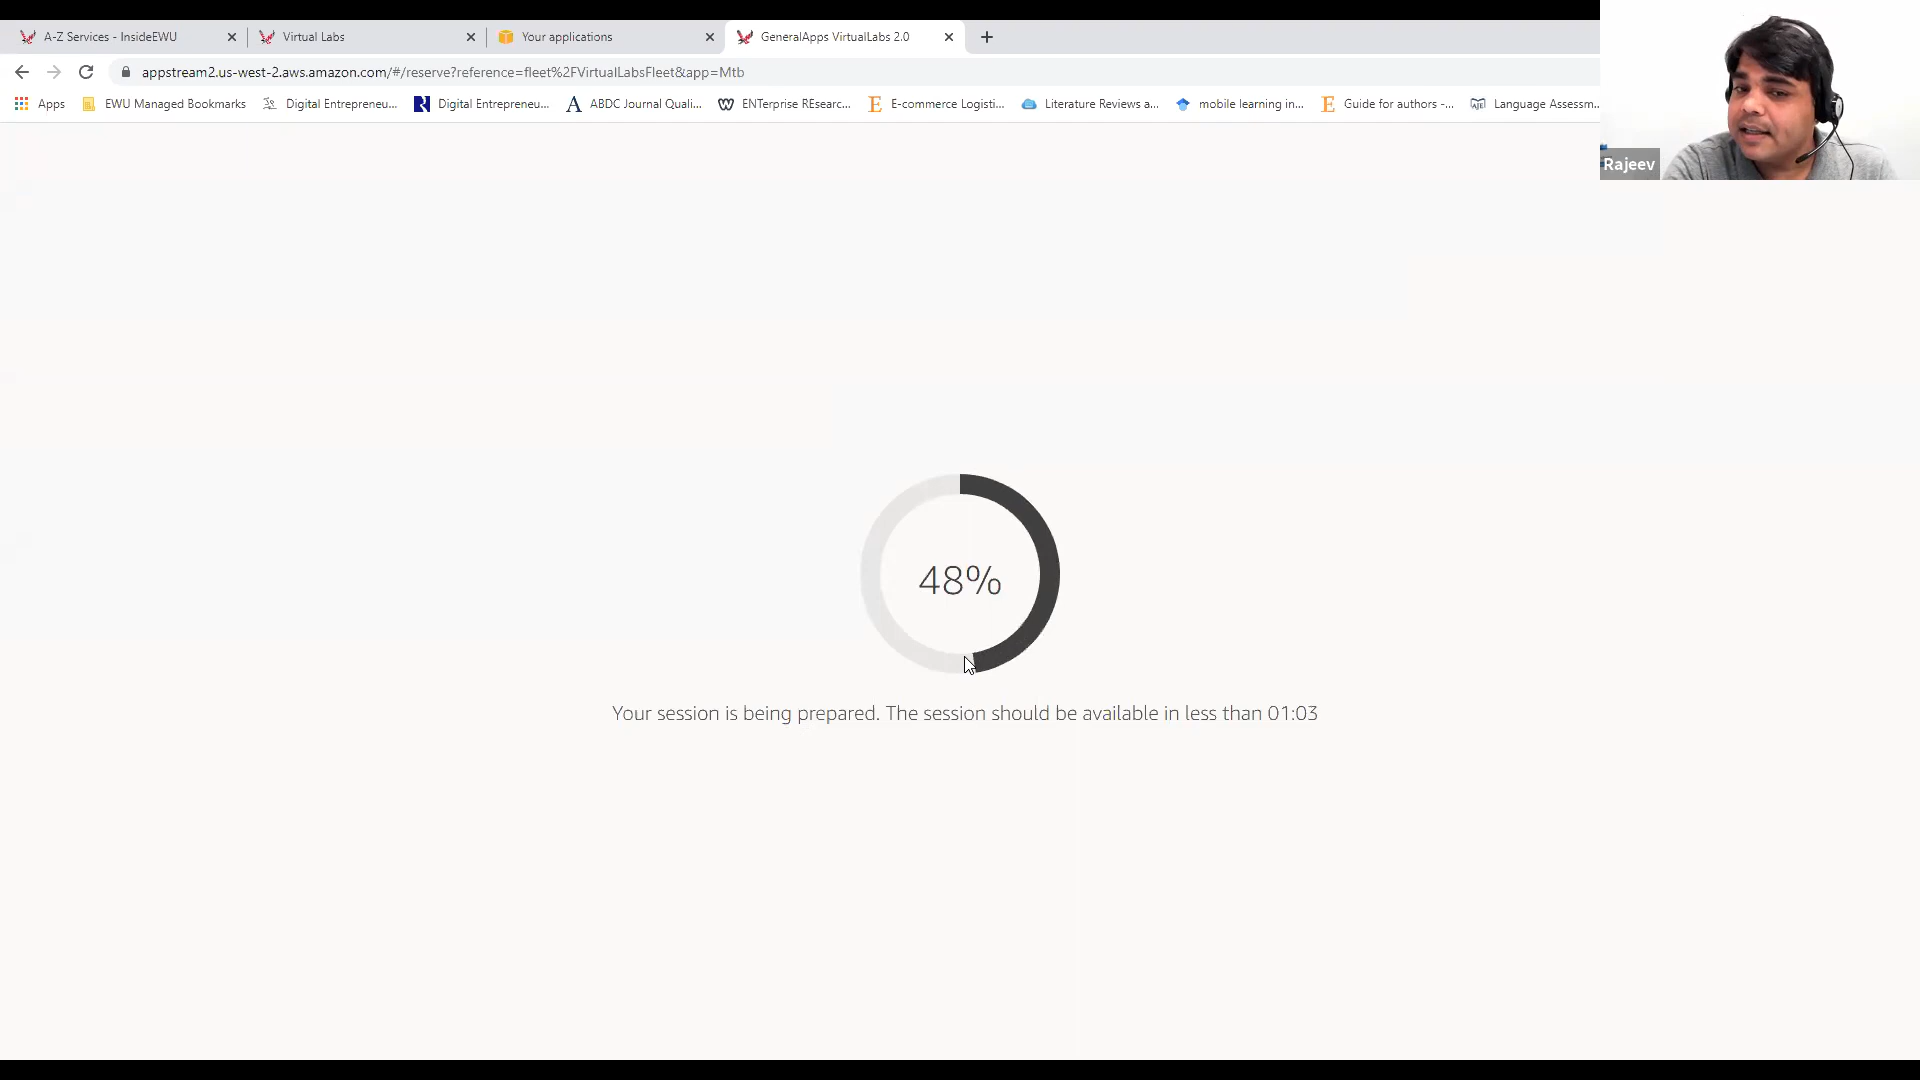 A-Z Services - InsideEWU
Virtual Labs
Your applications
GeneralApps VirtualLabs 2.0
appstream2.us-west-2.aws.amazon.com/#/reserve?reference=fleet%2FVirtualLabsFleet&app=Mtb
Apps
EWU Managed Bookmarks
Digital Entrepreneu...
Digital Entrepreneu...
ABDC Journal Quali...
ENTerprise REsearc...
E-commerce Logisti...
Literature Reviews a...
mobile learning in...
Guide for authors -...
Language Assessm...
Rajeev
48%
Your session is being prepared. The session should be available in less than 01:03